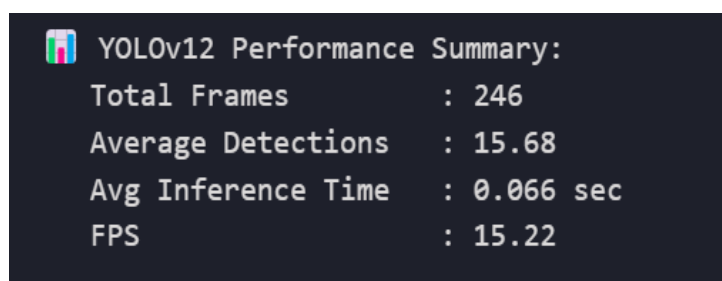 📊 YOLOv12 Performance Summary:
Total Frames : 246
Average Detections : 15.68
Avg Inference Time : 0.066 sec
FPS : 15.22